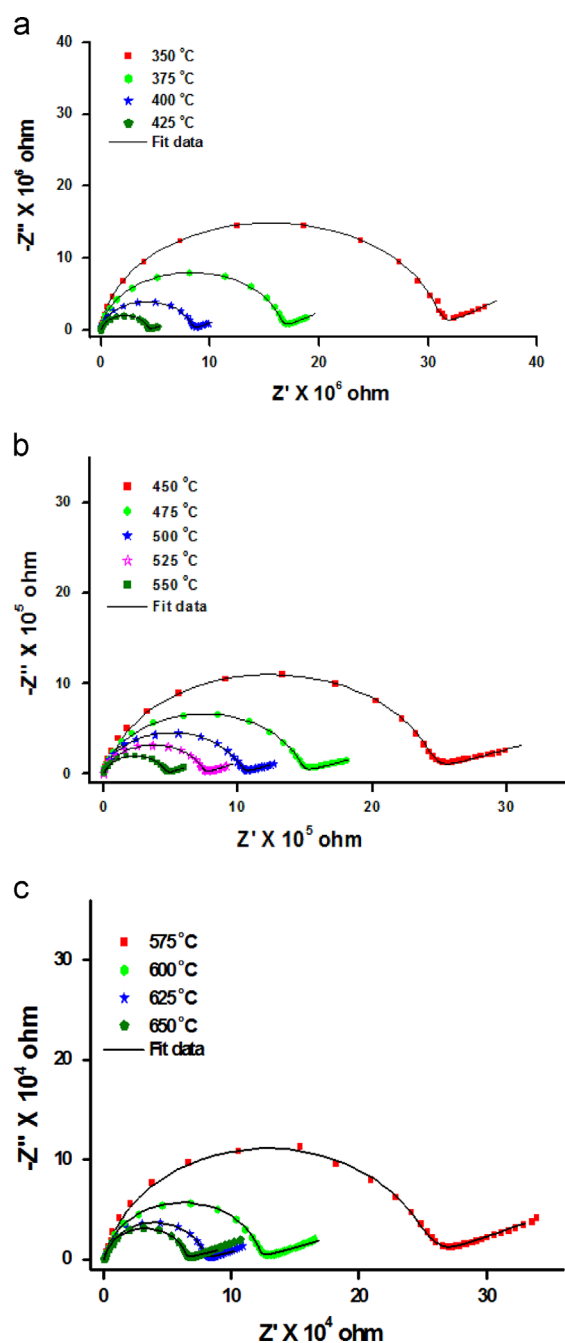 a
40
30
20
10
0
-Z" X 10⁶ ohm
350 °C
375 °C
400 °C
425 °C
Fit data
0 10 20 30 40
Z' X 10⁶ ohm
b
30
20
10
0
-Z" X 10⁵ ohm
450 °C
475 °C
500 °C
525 °C
550 °C
Fit data
0 10 20 30
Z' X 10⁵ ohm
c
30
20
10
0
-Z" X 10⁴ ohm
575°C
600°C
625°C
650°C
Fit data
0 10 20 30
Z' X 10⁴ ohm